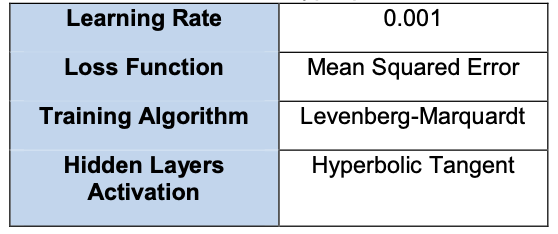 Learning Rate 0.001
Loss Function Mean Squared Error
Training Algorithm Levenberg-Marquardt
Hidden Layers Hyperbolic Tangent
Activation